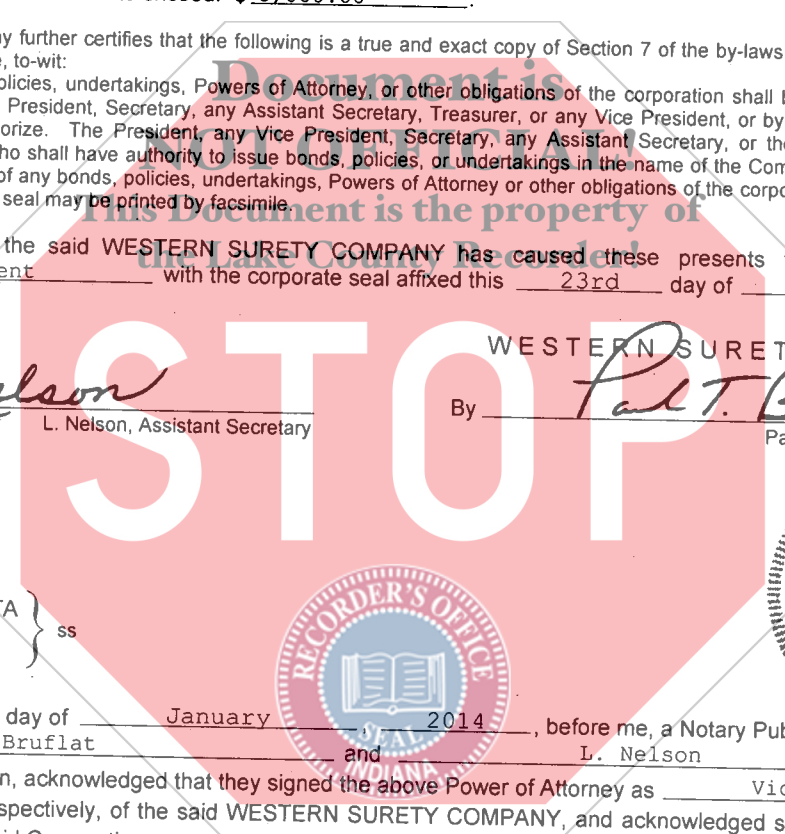 $ 
y further certifies that the following is a true and exact copy of Section 7 of the by-laws
e, to-wit:
olicies, undertakings, Powers of Attorney, or other obligations of the corporation shall b
President, Secretary, any Assistant Secretary, Treasurer, or any Vice President, or by
orize. The President, any Vice President, Secretary, any Assistant Secretary, or the
ho shall have authority to issue bonds, policies, or undertakings in the name of the Com
of any bonds, policies, undertakings, Powers of Attorney or other obligations of the corpo
seal may be printed by facsimile.
Document is
NOT OFFICIAL!
This Document is the property of
the Lake County Recorder!
the said WESTERN SURETY COMPANY has caused these presents
ent with the corporate seal affixed this 23rd day of
STOP
WESTERN SURET
elson
By Paul T. B
L. Nelson, Assistant Secretary
Pa
TA } ss
RECORDER'S OFFICE
SEAL
INDIANA
day of January , 2014 , before me, a Notary Pub
Bruflat and L. Nelson
n, acknowledged that they signed the above Power of Attorney as Vic
spectively, of the said WESTERN SURETY COMPANY, and acknowledged s